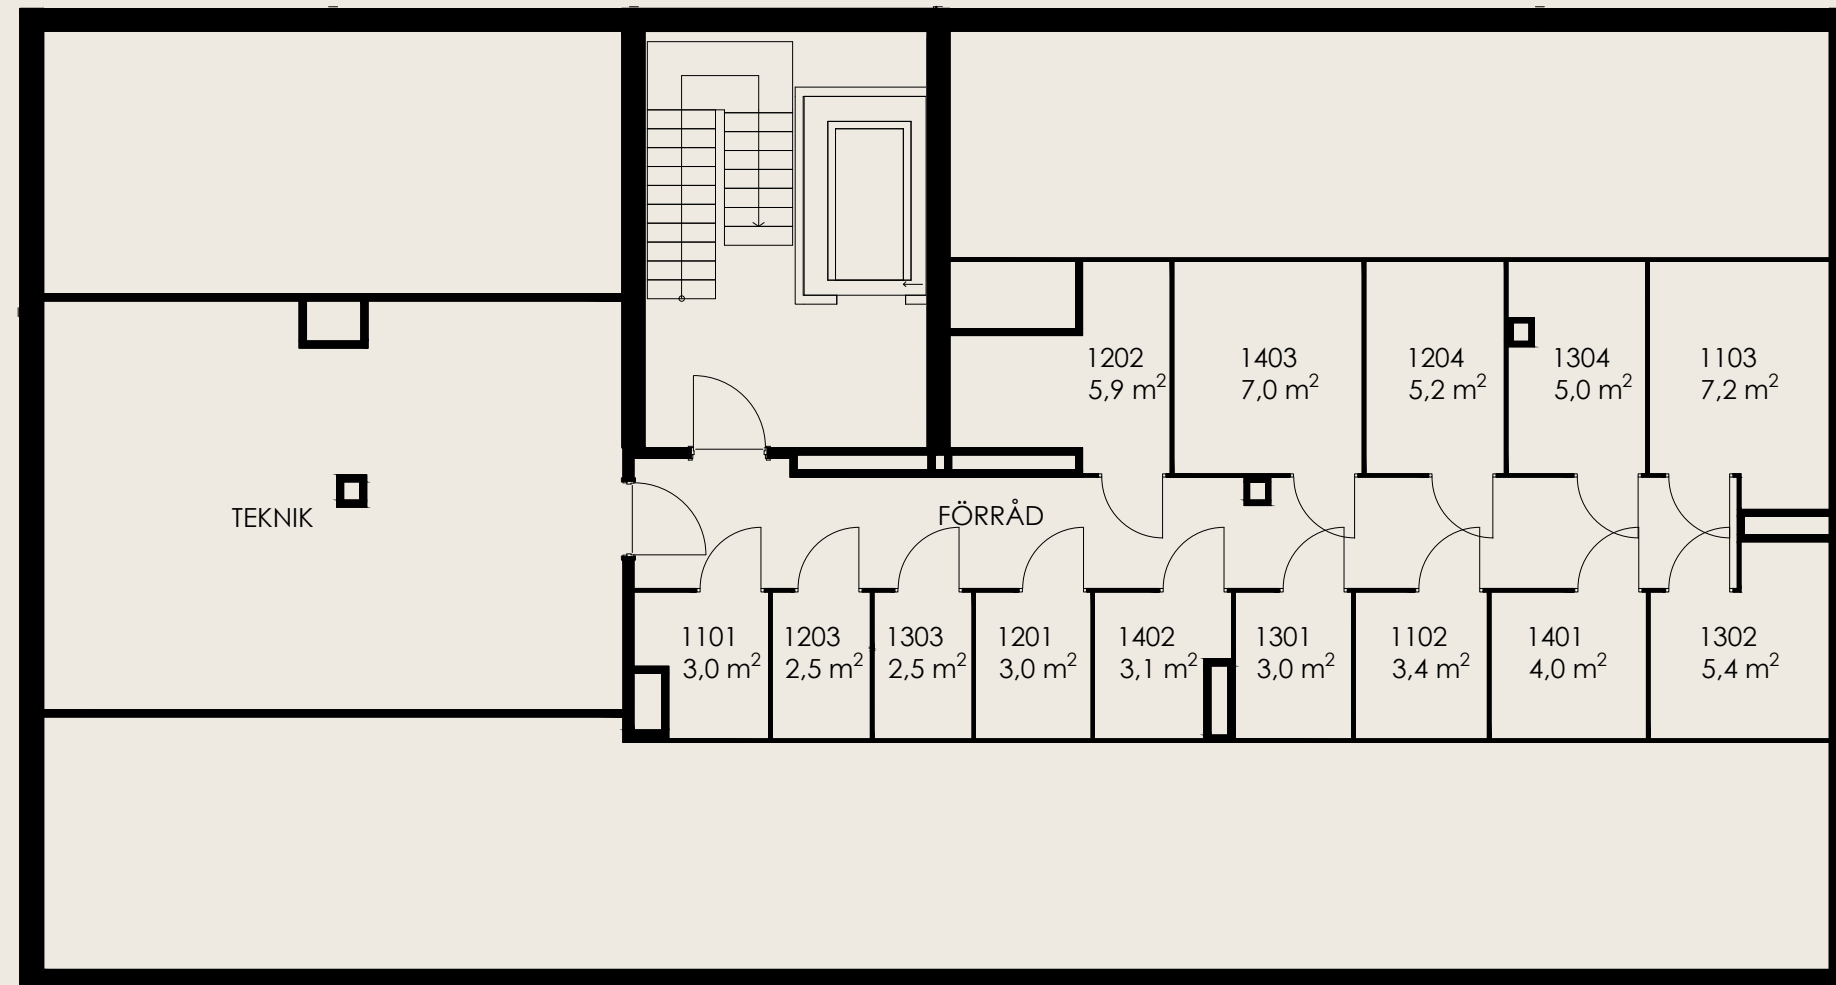 1202
5,9 m²
1403
7,0 m²
1204
5,2 m²
1304
5,0 m²
1103
7,2 m²
TEKNIK
FÖRRÅD
1101
3,0 m²
1203
2,5 m²
1303
2,5 m²
1201
3,0 m²
1402
3,1 m²
1301
3,0 m²
1102
3,4 m²
1401
4,0 m²
1302
5,4 m²